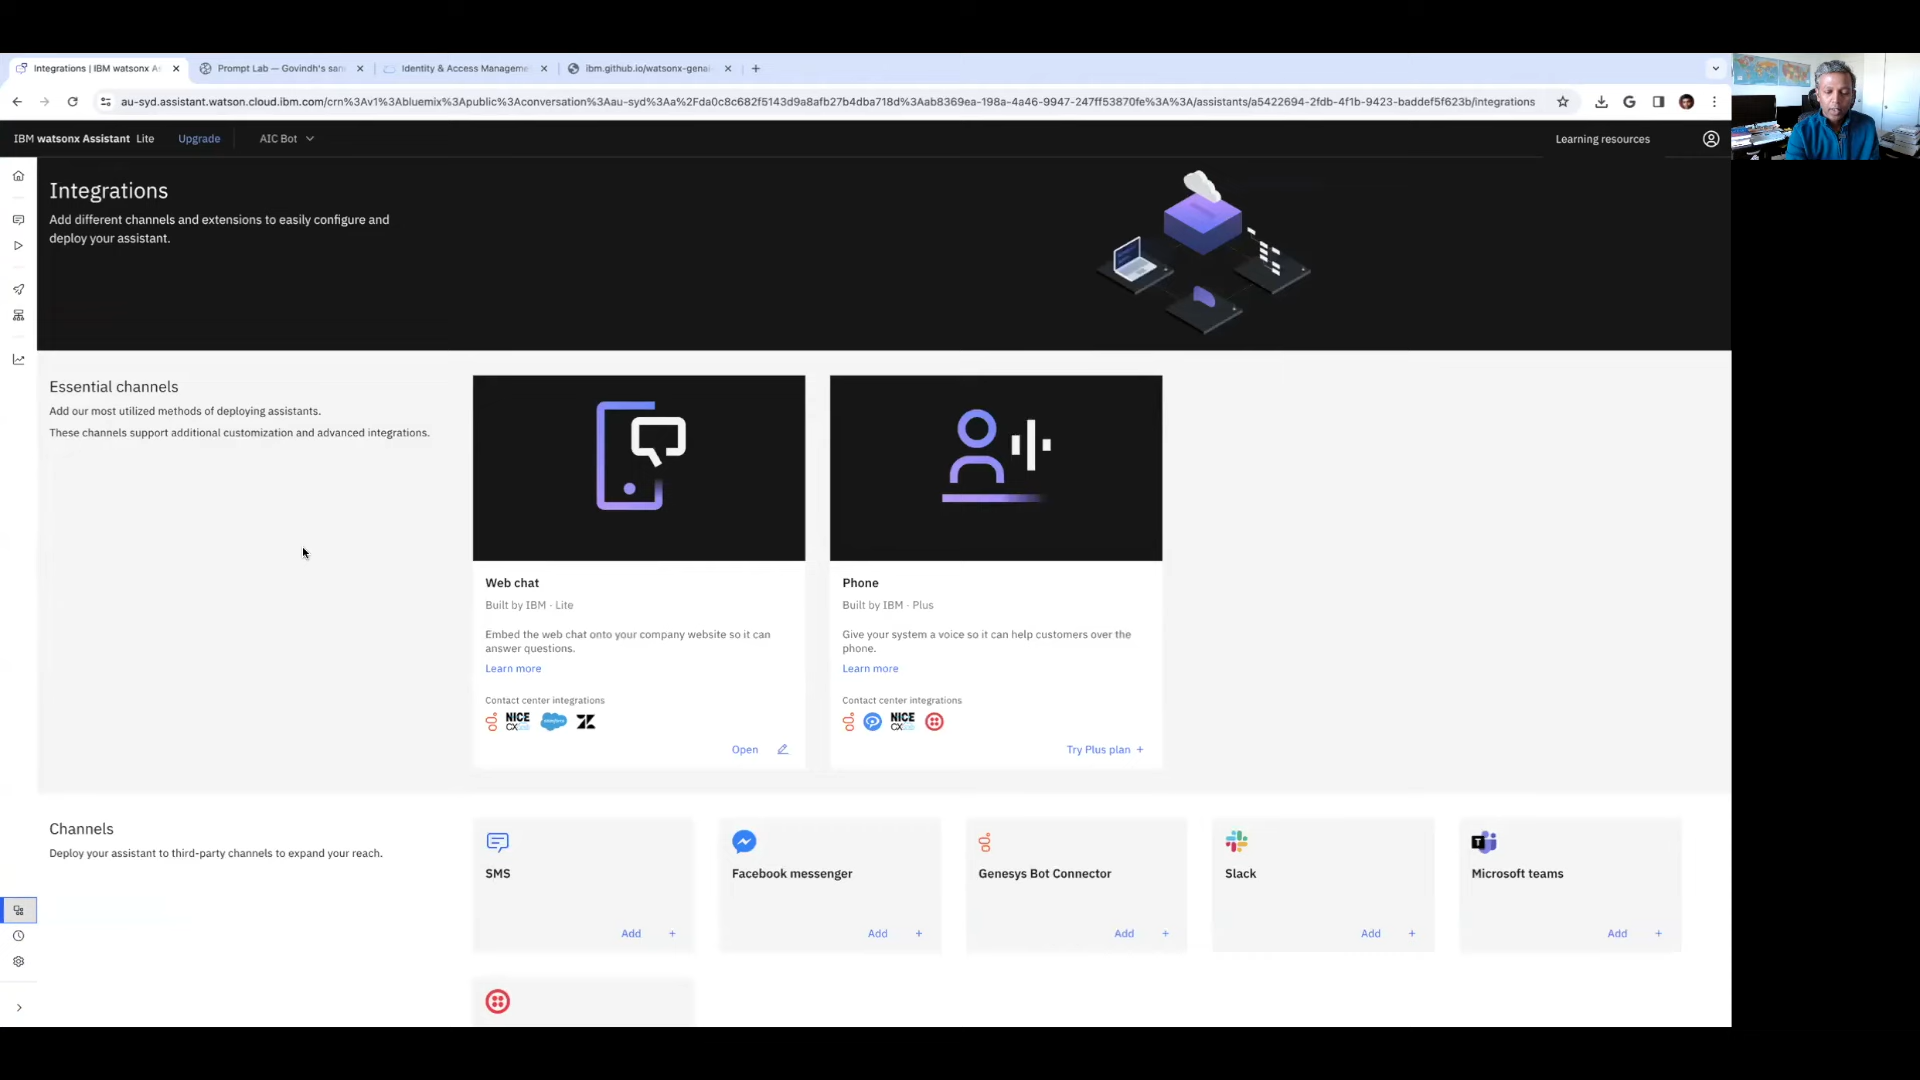 Integrations | IBM watsonx As
Prompt Lab — Govindh's san
Identity & Access Manageme
ibm.github.io/watsonx-genai
au-syd.assistant.watson.cloud.ibm.com/crn%3Av1%3Abluemix%3Apublic%3Aconversation%3Aau-syd%3Aa%2Fda0c8c682f5143d9a8afb27b4dba718d%3Aab8369ea-198a-4a46-9947-247ff53870fe%3A%3A/assistants/a5422694-2fdb-4f1b-9423-baddef5f623b/integrations
IBM watsonx Assistant Lite
Upgrade
AIC Bot
Learning resources
Integrations
Add different channels and extensions to easily configure and
deploy your assistant.
Essential channels
Add our most utilized methods of deploying assistants.
These channels support additional customization and advanced integrations.
Web chat
Built by IBM · Lite
Embed the web chat onto your company website so it can
answer questions.
Learn more
Contact center integrations
NICE
Open
Phone
Built by IBM · Plus
Give your system a voice so it can help customers over the
phone.
Learn more
Contact center integrations
NICE
Try Plus plan +
Channels
Deploy your assistant to third-party channels to expand your reach.
SMS
Add +
Facebook messenger
Add +
Genesys Bot Connector
Add +
Slack
Add +
Microsoft teams
Add +